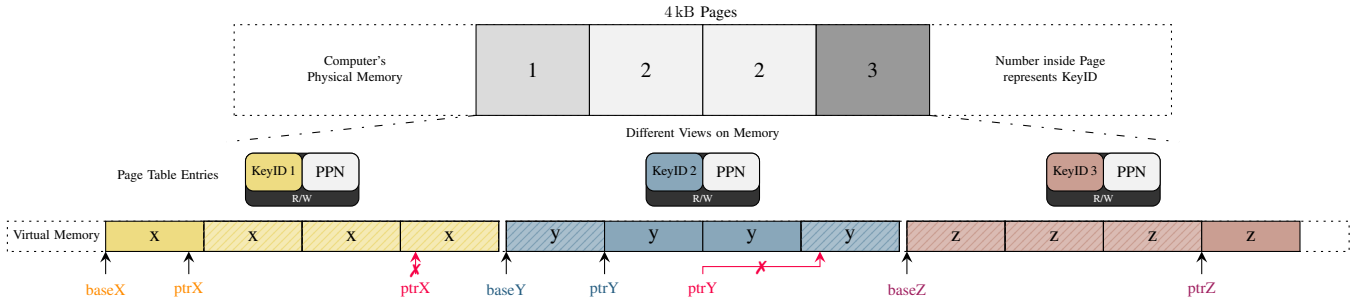 4 kB Pages
Computer's
Physical Memory
1
2
2
3
Number inside Page
represents KeyID
Different Views on Memory
Page Table Entries
KeyID 1
PPN
R/W
KeyID 2
PPN
R/W
KeyID 3
PPN
R/W
Virtual Memory
x
x
x
x
y
y
y
y
z
z
z
z
baseX
ptrX
ptrX
baseY
ptrY
ptrY
baseZ
ptrZ